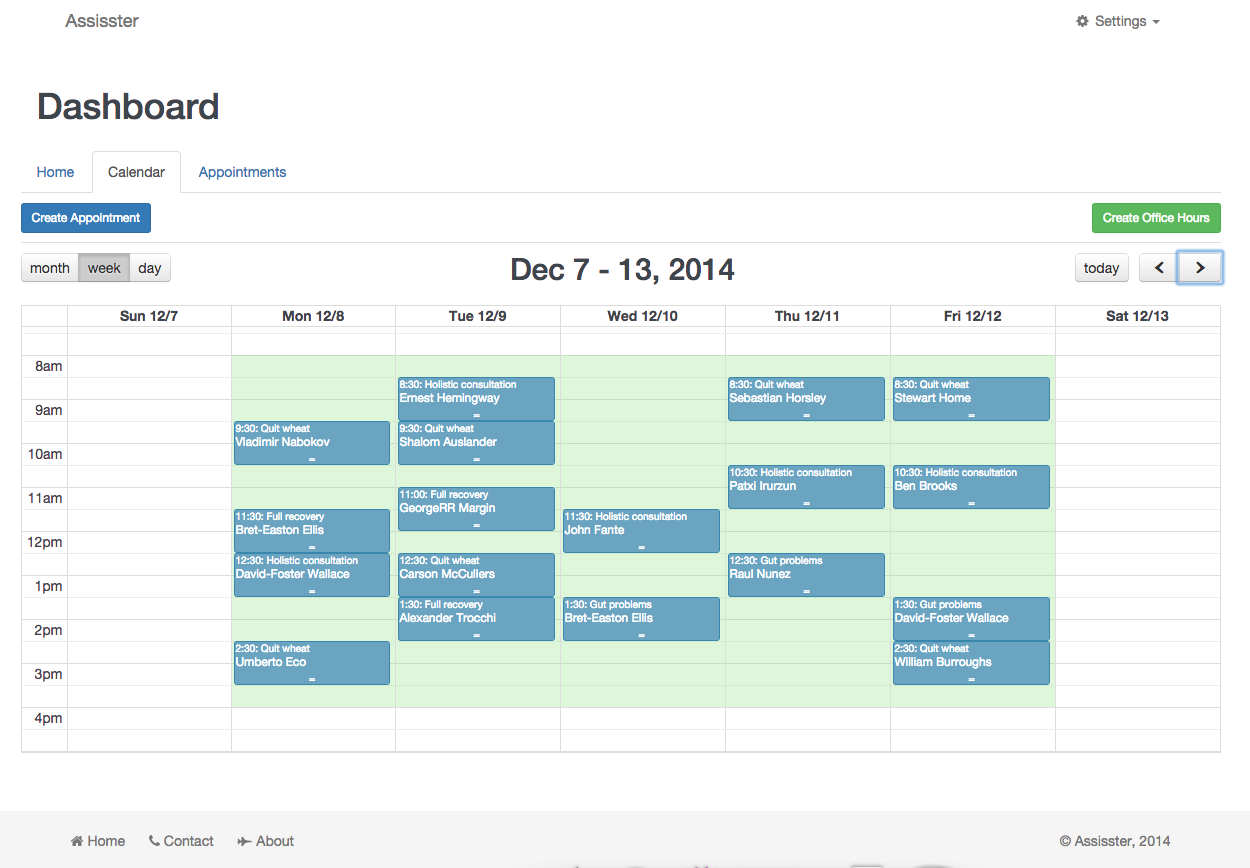 Assisster
Settings
Dashboard
Home
Calendar
Appointments
Create Appointment
Create Office Hours
month
week
day
Dec 7 - 13, 2014
today
Sun 12/7
Mon 12/8
Tue 12/9
Wed 12/10
Thu 12/11
Fri 12/12
Sat 12/13
8am
8:30: Holistic consultation
Ernest Hemingway
8:30: Quit wheat
Sebastian Horsley
8:30: Quit wheat
Stewart Home
9am
9:30: Quit wheat
Vladimir Nabokov
9:30: Quit wheat
Shalom Auslander
10am
10:30: Holistic consultation
Patxi Irurzun
10:30: Holistic consultation
Ben Brooks
11am
11:00: Full recovery
GeorgeRR Margin
11:30: Full recovery
Bret-Easton Ellis
11:30: Holistic consultation
John Fante
12pm
12:30: Holistic consultation
David-Foster Wallace
12:30: Quit wheat
Carson McCullers
12:30: Gut problems
Raul Nunez
1pm
1:30: Full recovery
Alexander Trocchi
1:30: Gut problems
Bret-Easton Ellis
1:30: Gut problems
David-Foster Wallace
2pm
2:30: Quit wheat
Umberto Eco
2:30: Quit wheat
William Burroughs
3pm
4pm
Home
Contact
About
© Assisster, 2014